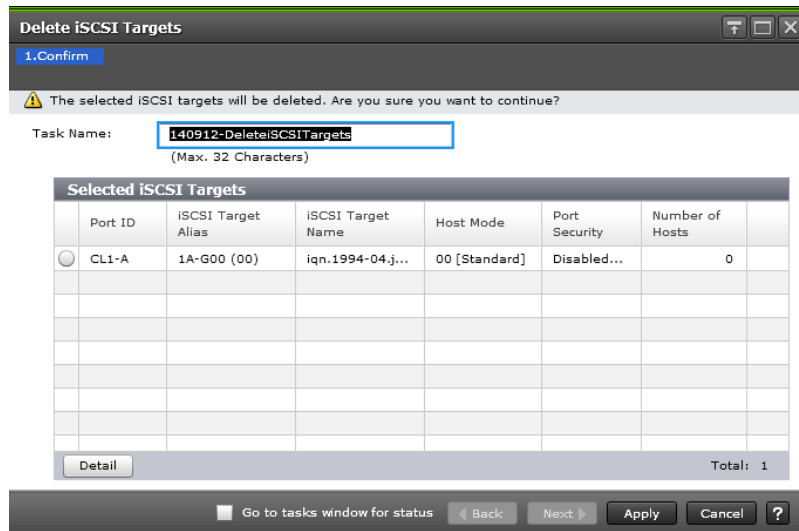 Delete iSCSI Targets
1.Confirm
The selected iSCSI targets will be deleted. Are you sure you want to continue?
Task Name: 140912-DeleteiSCSITargets
(Max. 32 Characters)
Selected iSCSI Targets
Port ID iSCSI Target Alias iSCSI Target Name Host Mode Port Security Number of Hosts
CL1-A 1A-G00 (00) iqn.1994-04.j... 00 [Standard] Disabled... 0
Detail Total: 1
Go to tasks window for status Back Next Apply Cancel ?